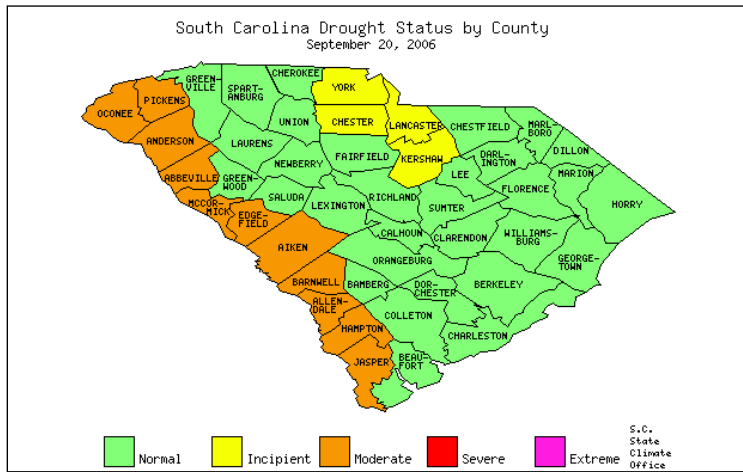 South Carolina Drought Status by County
September 20, 2006
CHEROKEE
YORK
GREEN-
VILLE
SPART-
ANBURG
PICKENS
OCONEE
UNION
CHESTER
LANCASTER
CHESTFIELD
MARL-
BORO
ANDERSON
LAURENS
FAIRFIELD
KERSHAW
DARL-
INGTON
DILLON
NEWBERRY
LEE
MARION
ABBEVILLE
GREEN-
WOOD
FLORENCE
SALUDA
LEXINGTON
RICHLAND
SUMTER
HORRY
MCCOR-
MICK
EDGE-
FIELD
CALHOUN
CLARENDON
WILLIAMS-
BURG
AIKEN
ORANGEBURG
GEORGE-
TOWN
BARNWELL
BAMBERG
DOR-
CHESTER
BERKELEY
ALLEN-
DALE
COLLETON
HAMPTON
CHARLESTON
JASPER
BEAU-
FORT
Normal
Incipient
Moderate
Severe
Extreme
S.C.
State
Climate
Office